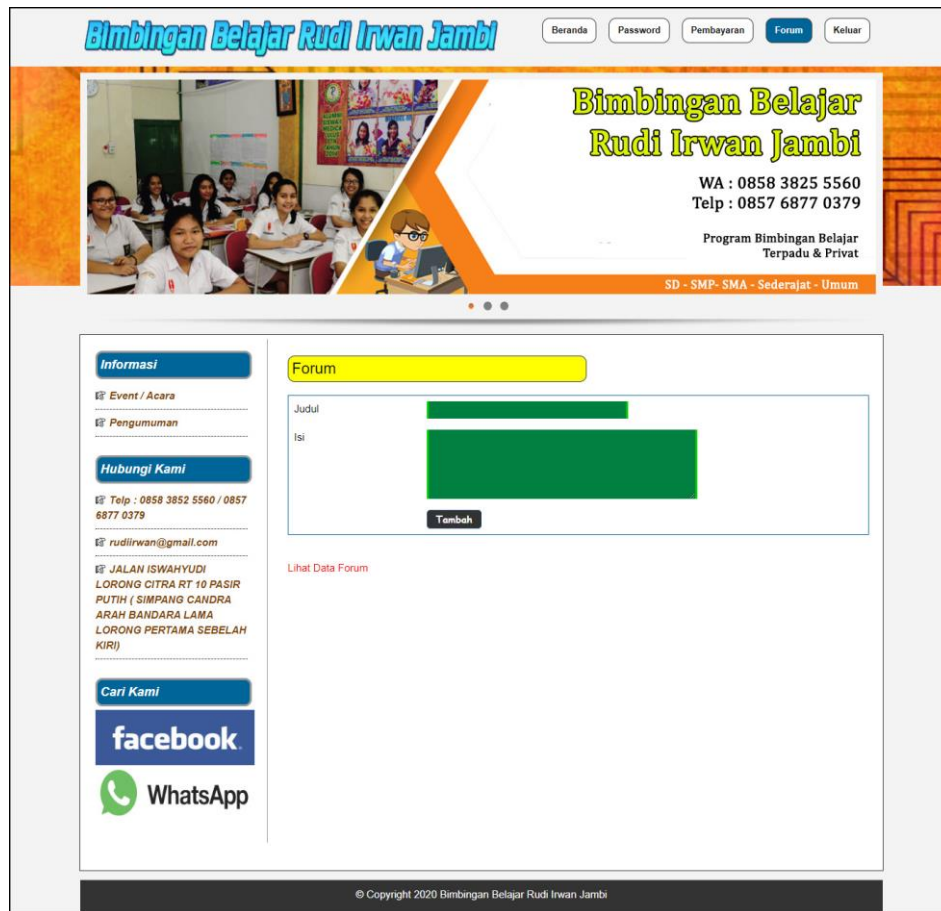 Bimbingan Belajar Rudi Irwan Jambi
Beranda
Password
Pembayaran
Forum
Keluar
Bimbingan Belajar
Rudi Irwan Jambi
WA : 0858 3825 5560
Telp : 0857 6877 0379
Program Bimbingan Belajar
Terpadu & Privat
SD - SMP- SMA - Sederajat - Umum
Informasi
Event / Acara
Pengumuman
Hubungi Kami
Telp : 0858 3852 5560 / 0857
6877 0379
rudiirwan@gmail.com
JALAN ISWAHYUDI
LORONG CITRA RT 10 PASIR
PUTIH ( SIMPANG CANDRA
ARAH BANDARA LAMA
LORONG PERTAMA SEBELAH
KIRI)
Cari Kami
facebook.
WhatsApp
Forum
Judul
Isi
Tambah
Lihat Data Forum
© Copyright 2020 Bimbingan Belajar Rudi Irwan Jambi